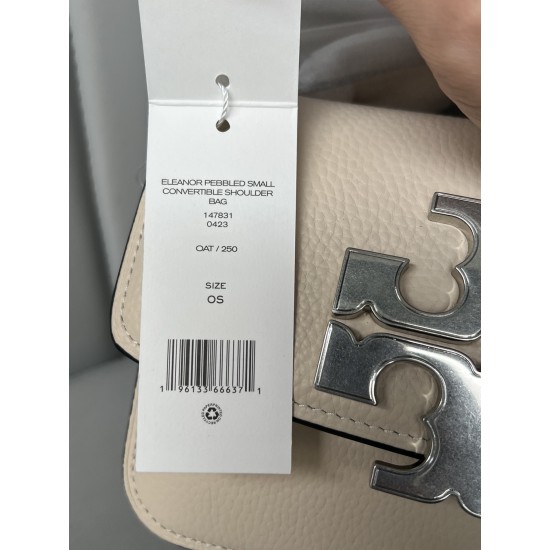 ELEANOR PEBBLED SMALL
CONVERTIBLE SHOULDER
BAG
147831
0423
OAT / 250
SIZE
OS
1 96133 66637 1